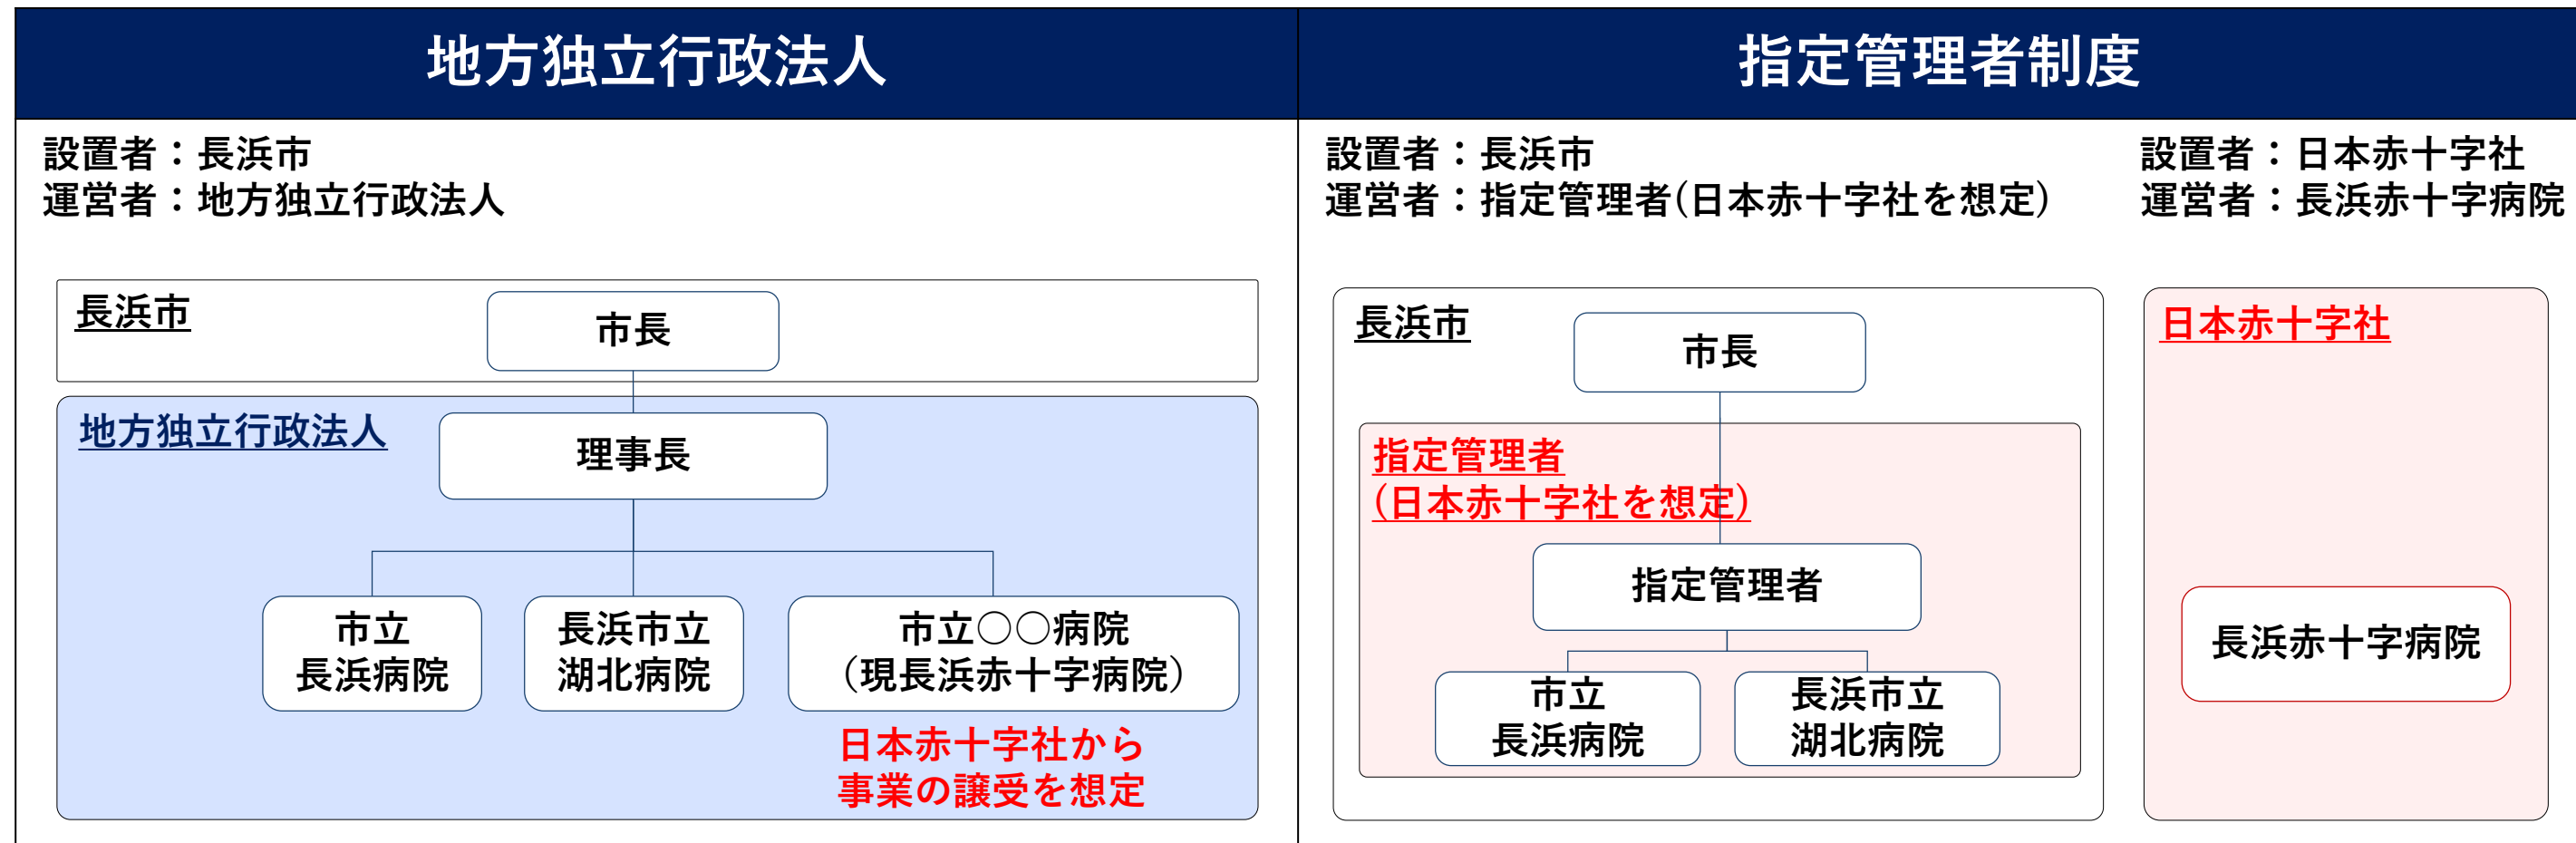 地方独立行政法人
設置者：長浜市
運営者：地方独立行政法人
長浜市
市長
地方独立行政法人
理事長
市立
長浜病院
長浜市立
湖北病院
市立○○病院
（現長浜赤十字病院）
日本赤十字社から
事業の譲受を想定
指定管理者制度
設置者：長浜市
運営者：指定管理者(日本赤十字社を想定)
設置者：日本赤十字社
運営者：長浜赤十字病院
長浜市
市長
指定管理者
(日本赤十字社を想定)
指定管理者
市立
長浜病院
長浜市立
湖北病院
日本赤十字社
長浜赤十字病院